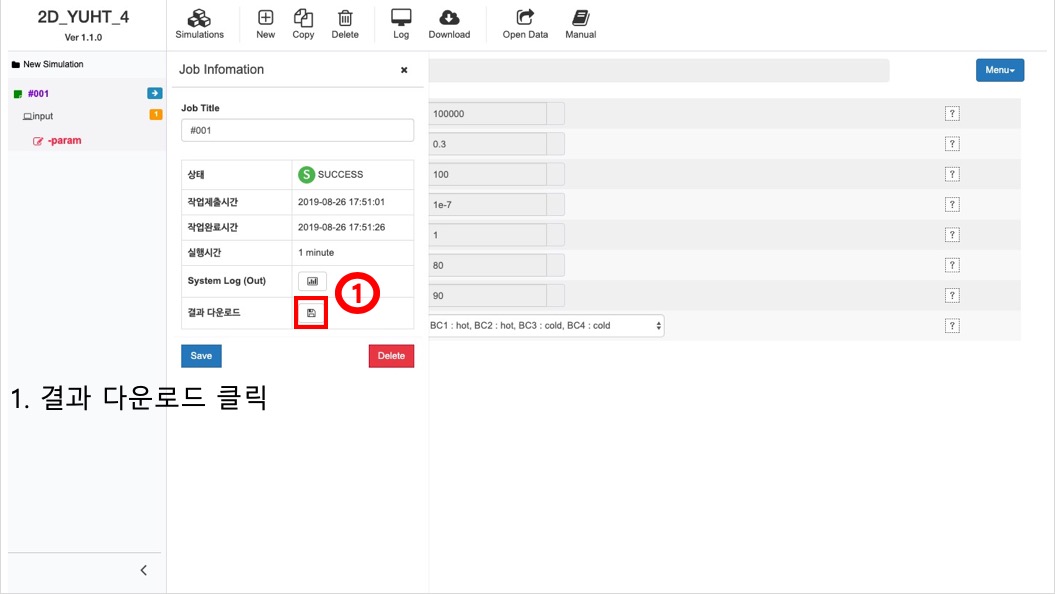 2D_YUHT_4
Ver 1.1.0
Simulations
New
Copy
Delete
Log
Download
Open Data
Manual
New Simulation
#001
input
1
-param
Job Infomation
Job Title
#001
상태
S SUCCESS
작업제출시간
2019-08-26 17:51:01
작업완료시간
2019-08-26 17:51:26
실행시간
1 minute
System Log (Out)
1
결과 다운로드
Save
Delete
Menu
100000
?
0.3
?
100
?
1e-7
?
1
?
80
?
90
?
BC1 : hot, BC2 : hot, BC3 : cold, BC4 : cold
?
1. 결과 다운로드 클릭